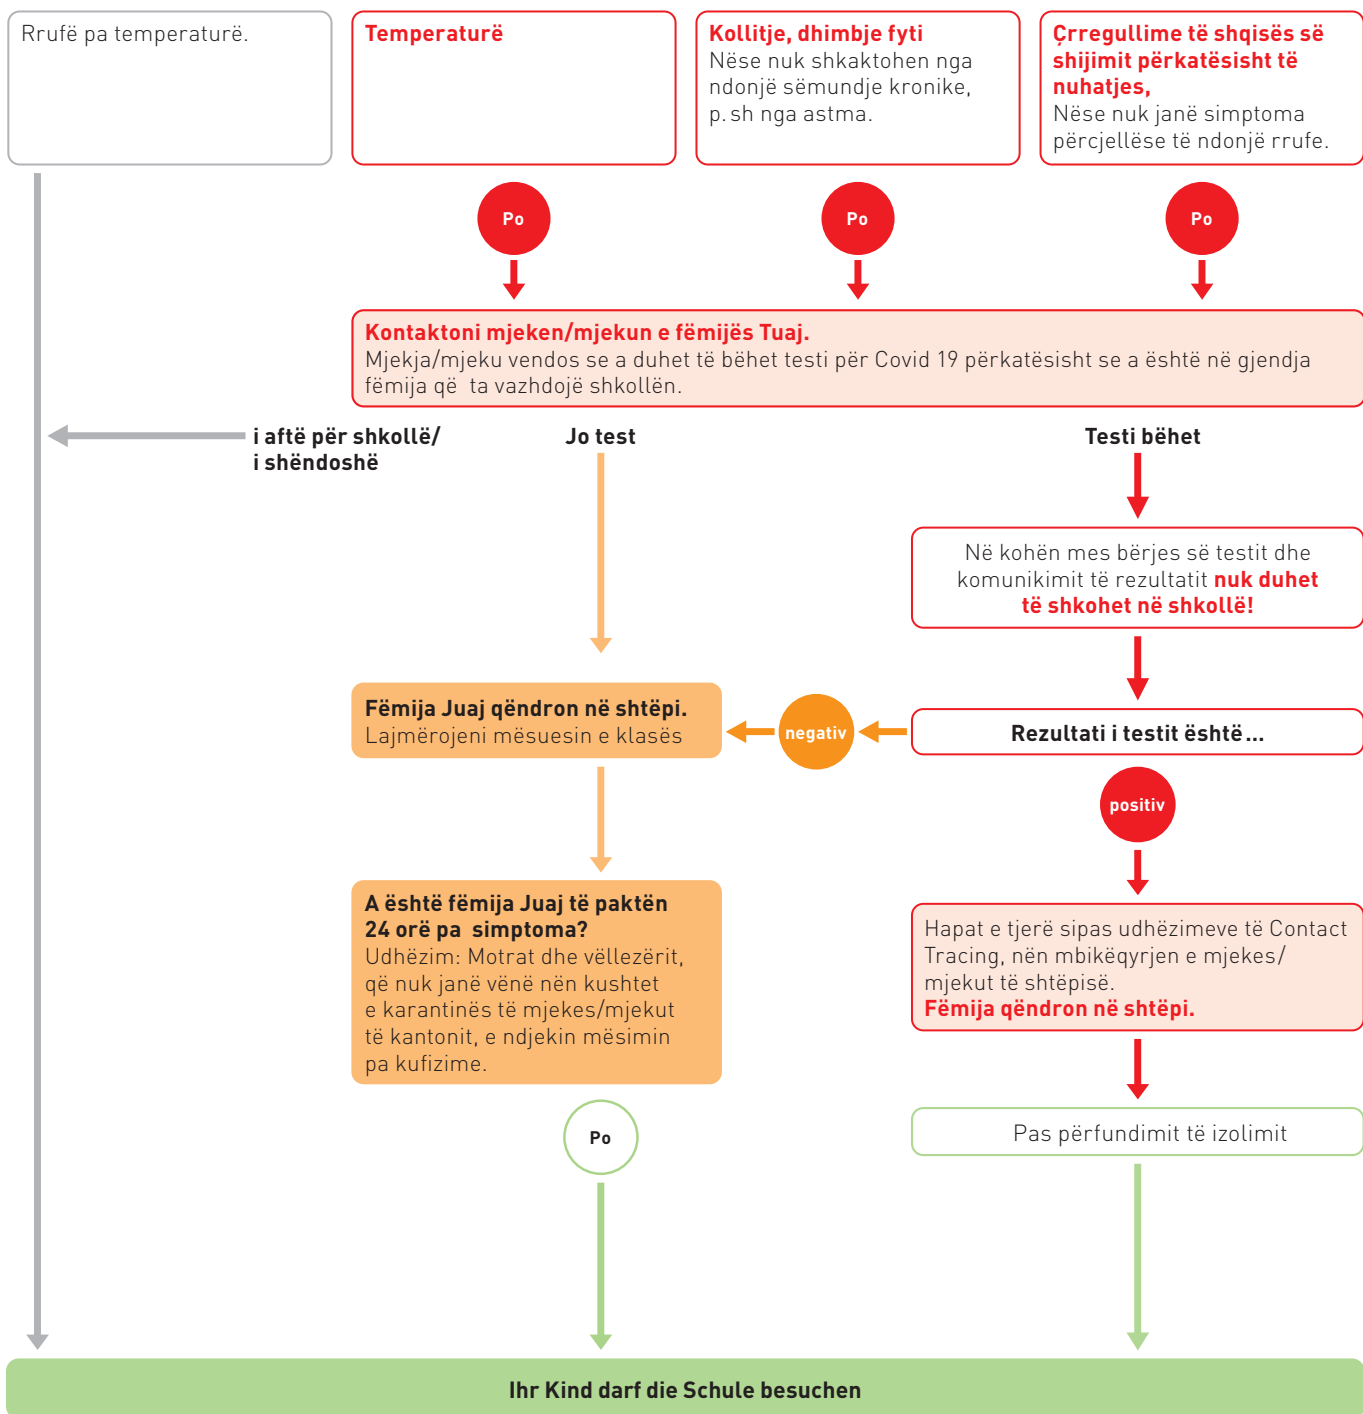 Rrufë pa temperaturë.
Temperaturë
Kollitje, dhimbje fyti
Nëse nuk shkaktohen nga
ndonjë sëmundje kronike,
p. sh nga astma.
Çrregullime të shqisës së
shijimit përkatësisht të
nuhatjes,
Nëse nuk janë simptoma
përcjellëse të ndonjë rrufe.
Po
Po
Po
Kontaktoni mjeken/mjekun e fëmijës Tuaj.
Mjekja/mjeku vendos se a duhet të bëhet testi për Covid 19 përkatësisht se a është në gjendja
fëmija që  ta vazhdojë shkollën.
i aftë për shkollë/
i shëndoshë
Jo test
Testi bëhet
Në kohën mes bërjes së testit dhe
komunikimit të rezultatit nuk duhet
të shkohet në shkollë!
Fëmija Juaj qëndron në shtëpi.
Lajmërojeni mësuesin e klasës
negativ
Rezultati i testit është ...
positiv
A është fëmija Juaj të paktën
24 orë pa  simptoma?
Udhëzim: Motrat dhe vëllezërit,
që nuk janë vënë nën kushtet
e karantinës të mjekes/mjekut
të kantonit, e ndjekin mësimin
pa kufizime.
Hapat e tjerë sipas udhëzimeve të Contact
Tracing, nën mbikëqyrjen e mjekes/
mjekut të shtëpisë.
Fëmija qëndron në shtëpi.
Po
Pas përfundimit të izolimit
Ihr Kind darf die Schule besuchen